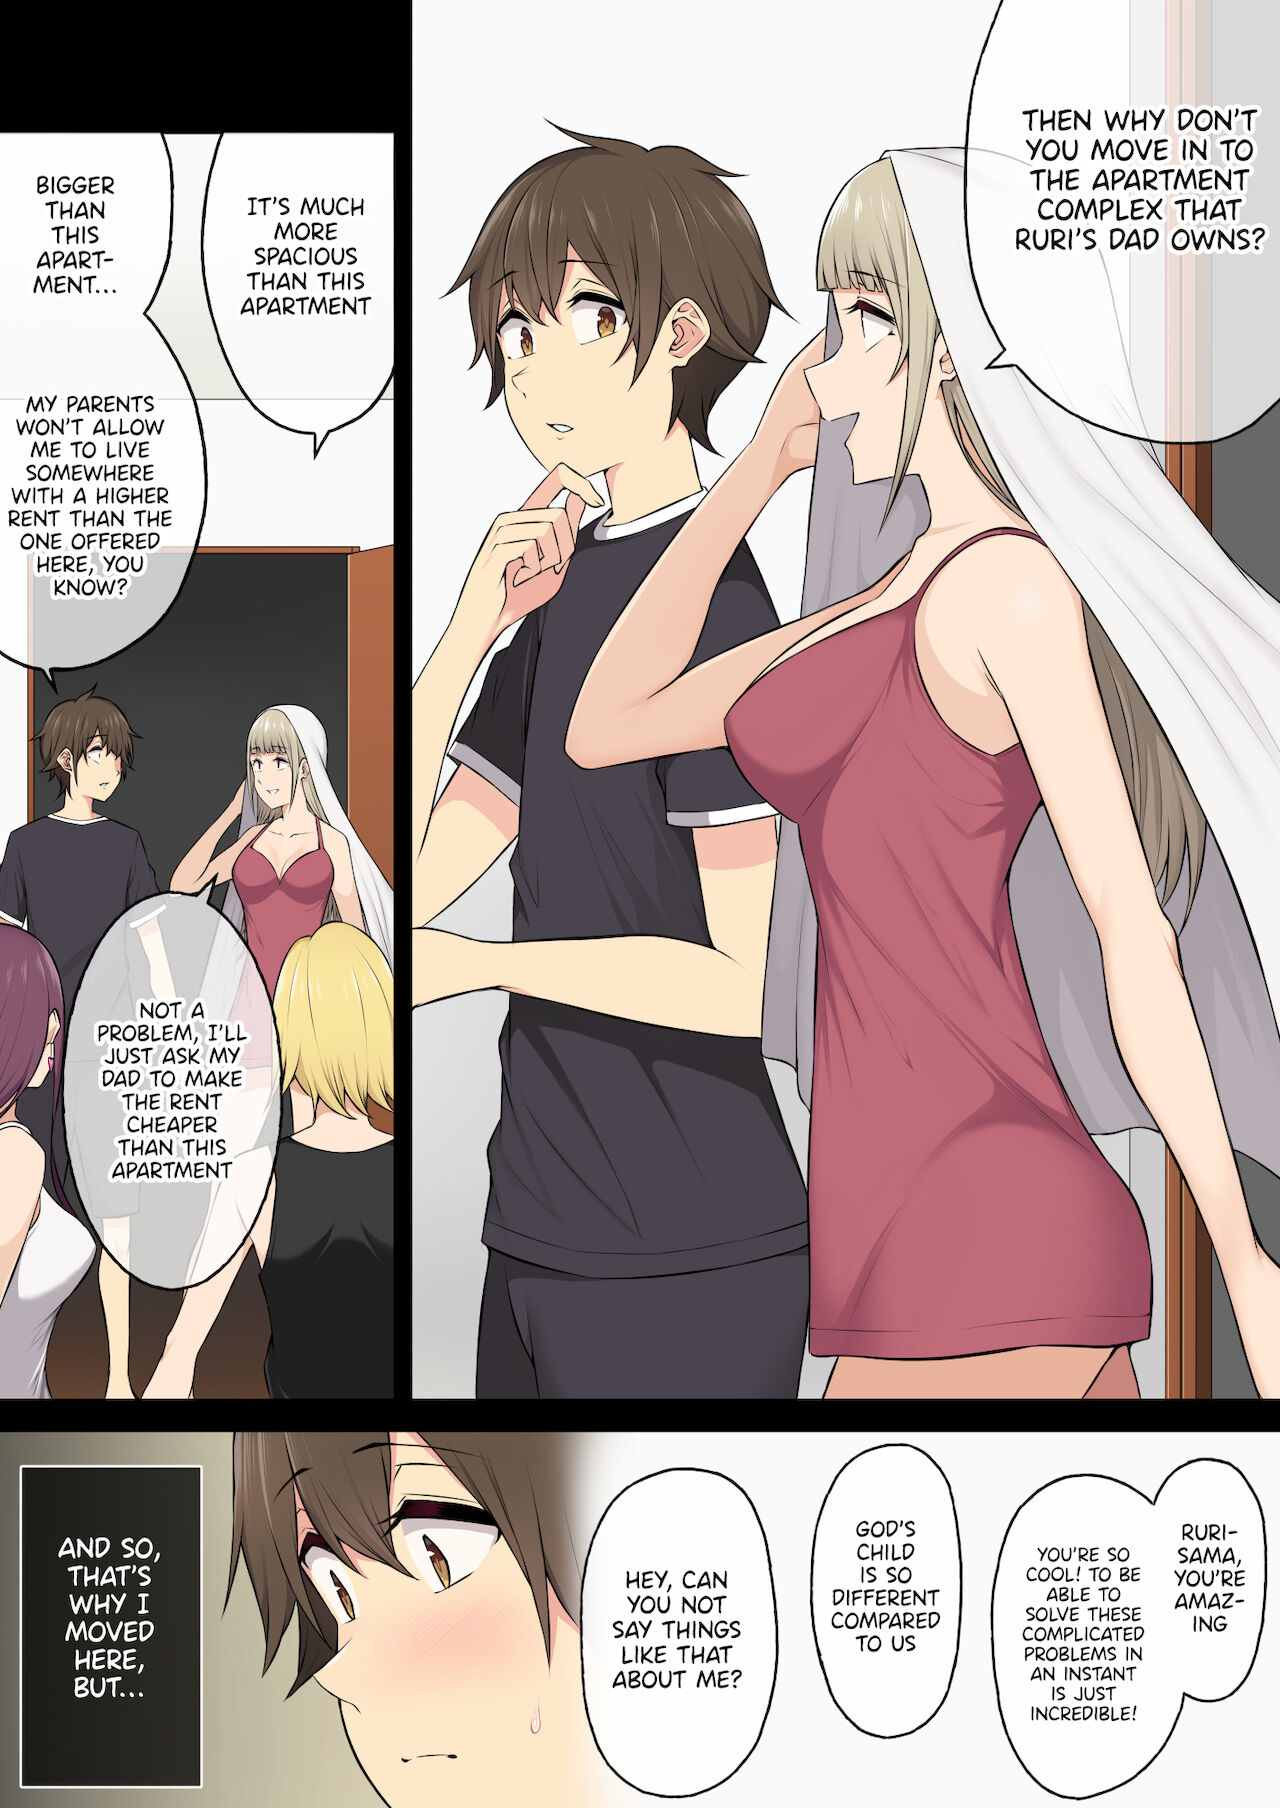 THEN WHY DON'T
YOU MOVE IN TO
THE APARTMENT
COMPLEX THAT
RURI'S DAD OWNS?
IT'S MUCH
MORE
SPACIOUS
THAN THIS
APARTMENT
BIGGER
THAN
THIS
APART-
MENT...
MY PARENTS
WON'T ALLOW
ME TO LIVE
SOMEWHERE
WITH A HIGHER
RENT THAN THE
ONE OFFERED
HERE, YOU
KNOW?
NOT A
PROBLEM, I'LL
JUST ASK MY
DAD TO MAKE
THE RENT
CHEAPER
THAN THIS
APARTMENT
RURI-
SAMA,
YOU'RE
AMAZ-
ING
YOU'RE SO
COOL! TO BE
ABLE TO
SOLVE THESE
COMPLICATED
PROBLEMS IN
AN INSTANT
IS JUST
INCREDIBLE!
GOD'S
CHILD
IS SO
DIFFERENT
COMPARED
TO US
HEY, CAN
YOU NOT
SAY THINGS
LIKE THAT
ABOUT ME?
AND SO,
THAT'S
WHY I
MOVED
HERE,
BUT...